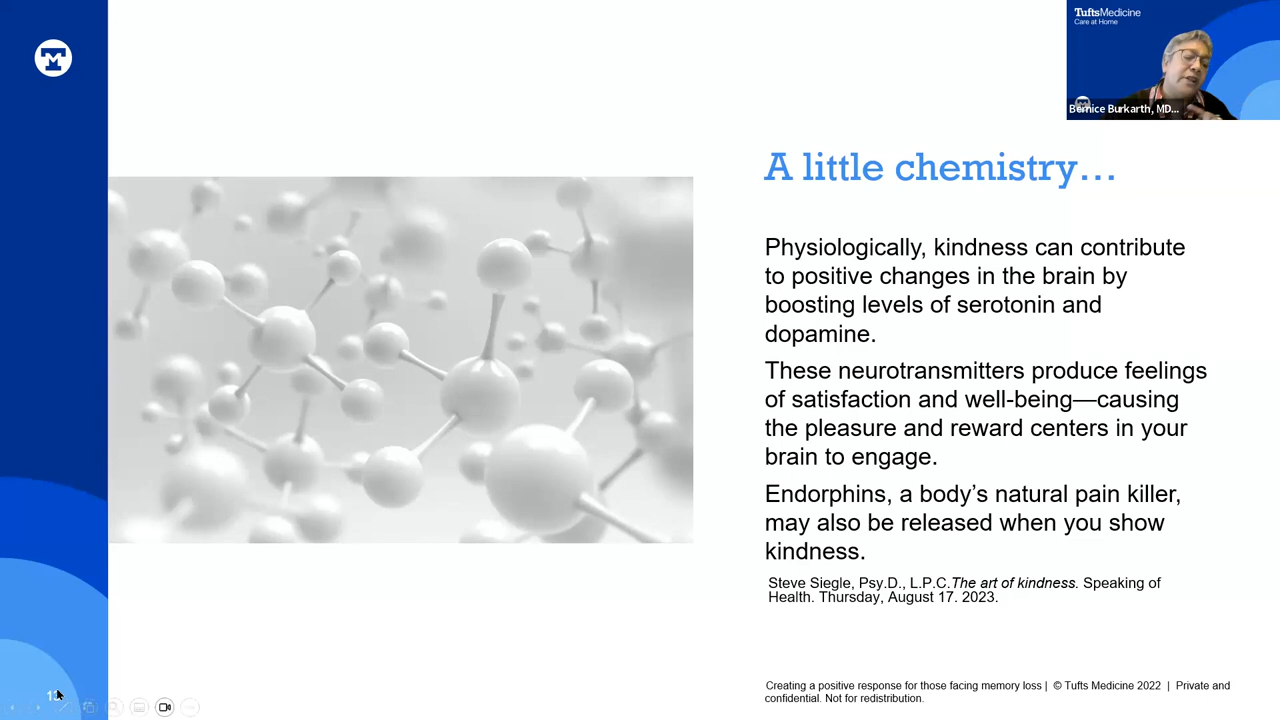 TuftsMedicine
Care at Home
Bernice Burkarth, MD...
A little chemistry…
Physiologically, kindness can contribute
to positive changes in the brain by
boosting levels of serotonin and
dopamine.
These neurotransmitters produce feelings
of satisfaction and well-being—causing
the pleasure and reward centers in your
brain to engage.
Endorphins, a body’s natural pain killer,
may also be released when you show
kindness.
Steve Siegle, Psy.D., L.P.C.The art of kindness. Speaking of
Health. Thursday, August 17. 2023.
Creating a positive response for those facing memory loss | © Tufts Medicine 2022 | Private and
confidential. Not for redistribution.